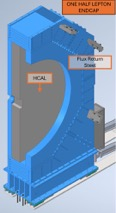 ONE HALF LEPTON
ENDCAP
Flux Return
Steel
HCAL